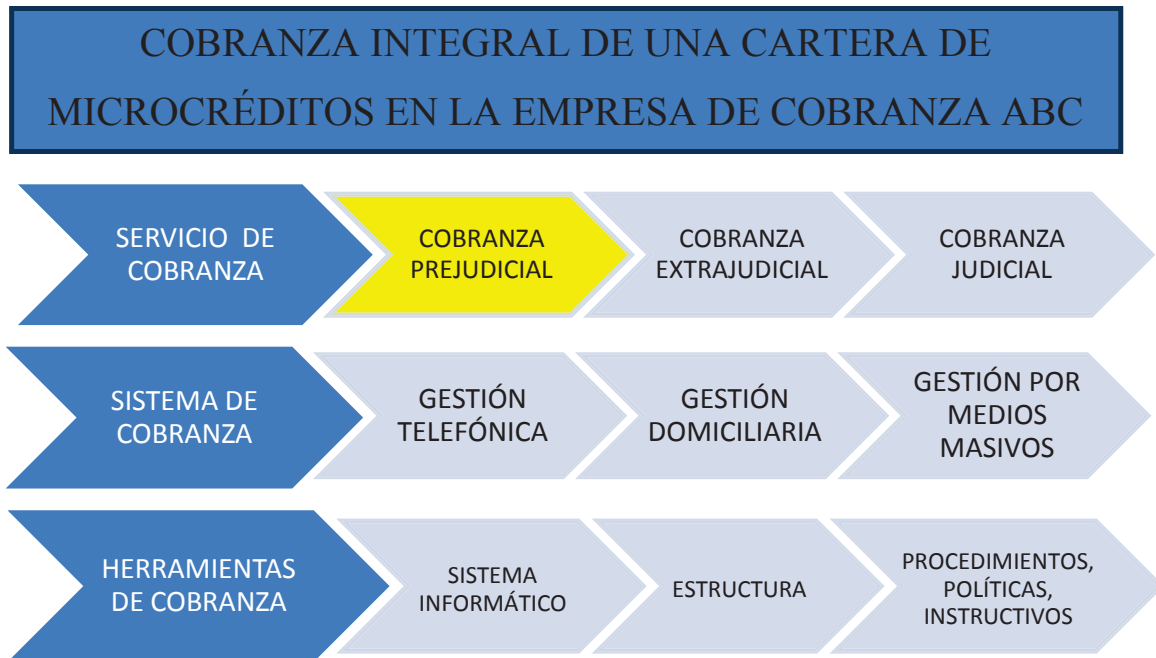 COBRANZA INTEGRAL DE UNA CARTERA DE
MICROCRÉDITOS EN LA EMPRESA DE COBRANZA ABC
SERVICIO DE
COBRANZA
COBRANZA
PREJUDICIAL
COBRANZA
EXTRAJUDICIAL
COBRANZA
JUDICIAL
SISTEMA DE
COBRANZA
GESTIÓN
TELEFÓNICA
GESTIÓN
DOMICILIARIA
GESTIÓN POR
MEDIOS
MASIVOS
HERRAMIENTAS
DE COBRANZA
SISTEMA
INFORMÁTICO
ESTRUCTURA
PROCEDIMIENTOS,
POLÍTICAS,
INSTRUCTIVOS